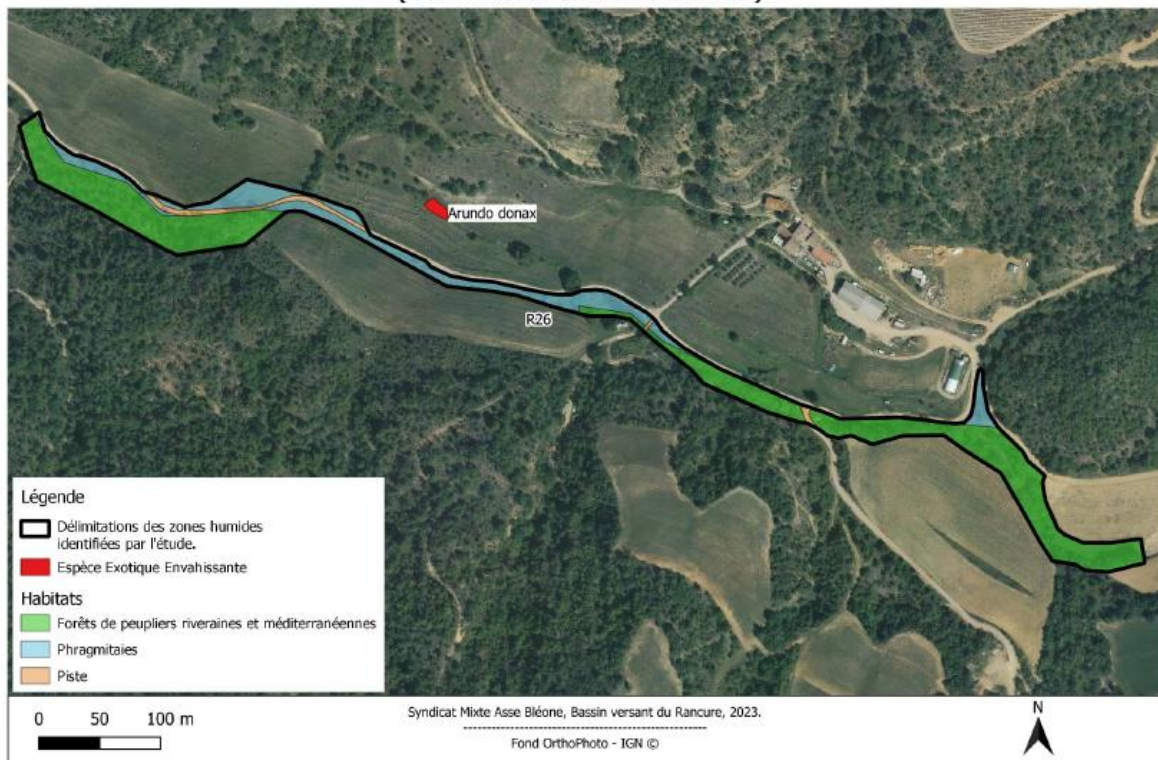 Arundo donax
R26
Légende
Délimitations des zones humides
identifiées par l'étude.
Espèce Exotique Envahissante
Habitats
Forêts de peupliers riveraines et méditerranéennes
Phragmitaies
Piste
0 50 100 m
Syndicat Mixte Asse Bléone, Bassin versant du Rancure, 2023.
Fond OrthoPhoto - IGN ©
N